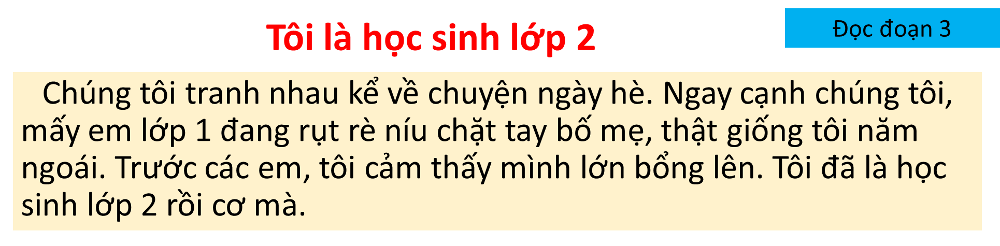 Tôi là học sinh lớp 2
Đọc đoạn 3
Chúng tôi tranh nhau kể về chuyện ngày hè. Ngay cạnh chúng tôi,
mấy em lớp 1 đang rụt rè níu chặt tay bố mẹ, thật giống tôi năm
ngoái. Trước các em, tôi cảm thấy mình lớn bổng lên. Tôi đã là học
sinh lớp 2 rồi cơ mà.